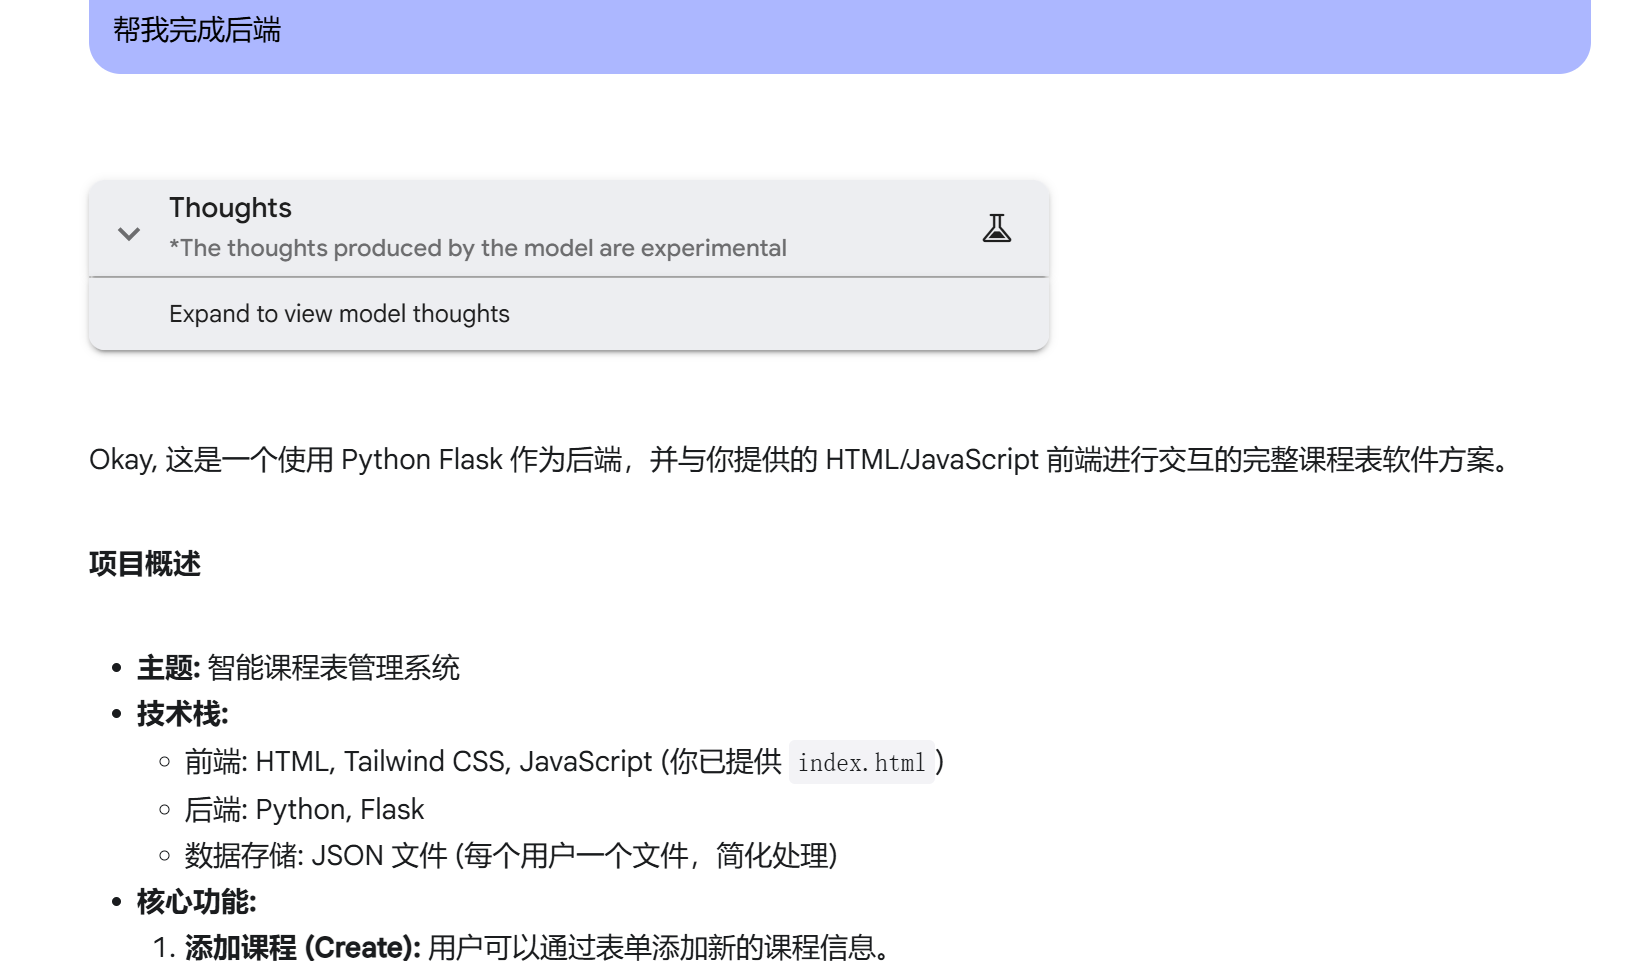 帮我完成后端
Thoughts
*The thoughts produced by the model are experimental
Expand to view model thoughts
Okay, 这是一个使用 Python Flask 作为后端，并与你提供的 HTML/JavaScript 前端进行交互的完整课程表软件方案。
项目概述
• 主题: 智能课程表管理系统
• 技术栈:
○ 前端: HTML, Tailwind CSS, JavaScript (你已提供 index.html)
○ 后端: Python, Flask
○ 数据存储: JSON 文件 (每个用户一个文件，简化处理)
• 核心功能:
1. 添加课程 (Create): 用户可以通过表单添加新的课程信息。